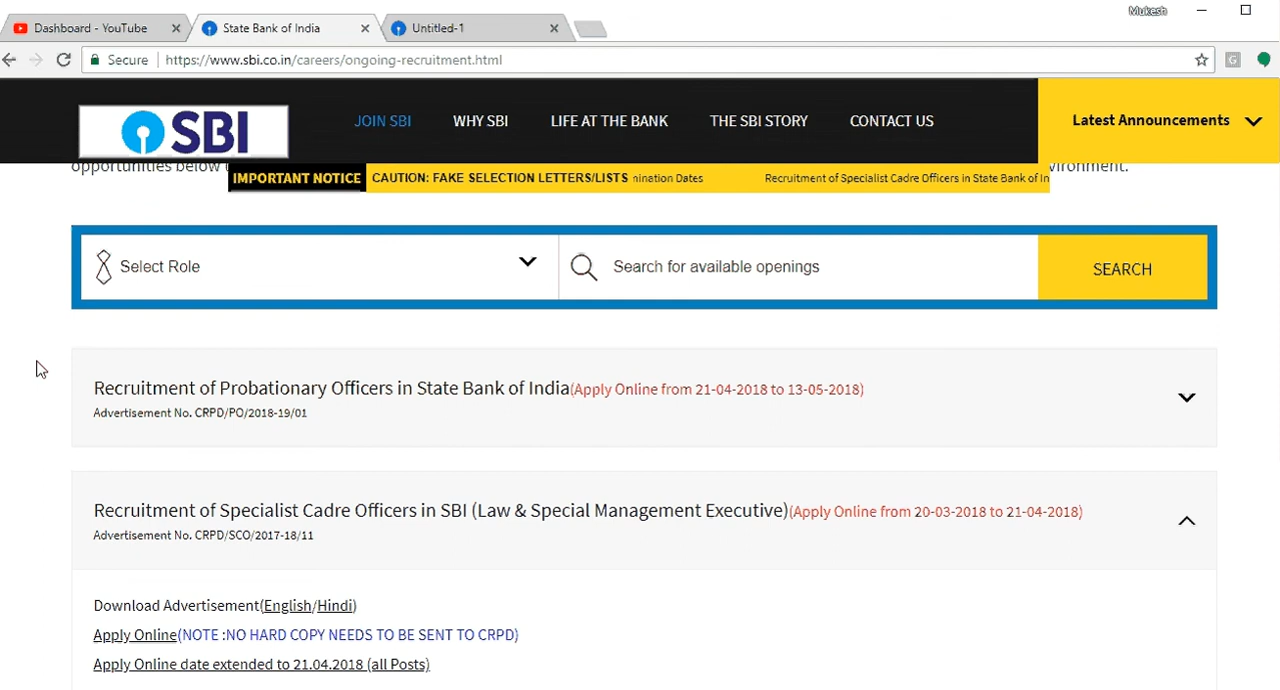 Mukesh
Dashboard - YouTube
State Bank of India
Untitled-1
Secure
https://www.sbi.co.in/careers/ongoing-recruitment.html
SBI
JOIN SBI
WHY SBI
LIFE AT THE BANK
THE SBI STORY
CONTACT US
Latest Announcements
opportunities below
IMPORTANT NOTICE
CAUTION: FAKE SELECTION LETTERS/LISTS
Dates
Recruitment of Specialist Cadre Officers in State Bank of In
Select Role
Search for available openings
SEARCH
Recruitment of Probationary Officers in State Bank of India(Apply Online from 21-04-2018 to 13-05-2018)
Advertisement No. CRPD/PO/2018-19/01
Recruitment of Specialist Cadre Officers in SBI (Law & Special Management Executive)(Apply Online from 20-03-2018 to 21-04-2018)
Advertisement No. CRPD/SCO/2017-18/11
Download Advertisement(English/Hindi)
Apply Online(NOTE :NO HARD COPY NEEDS TO BE SENT TO CRPD)
Apply Online date extended to 21.04.2018 (all Posts)